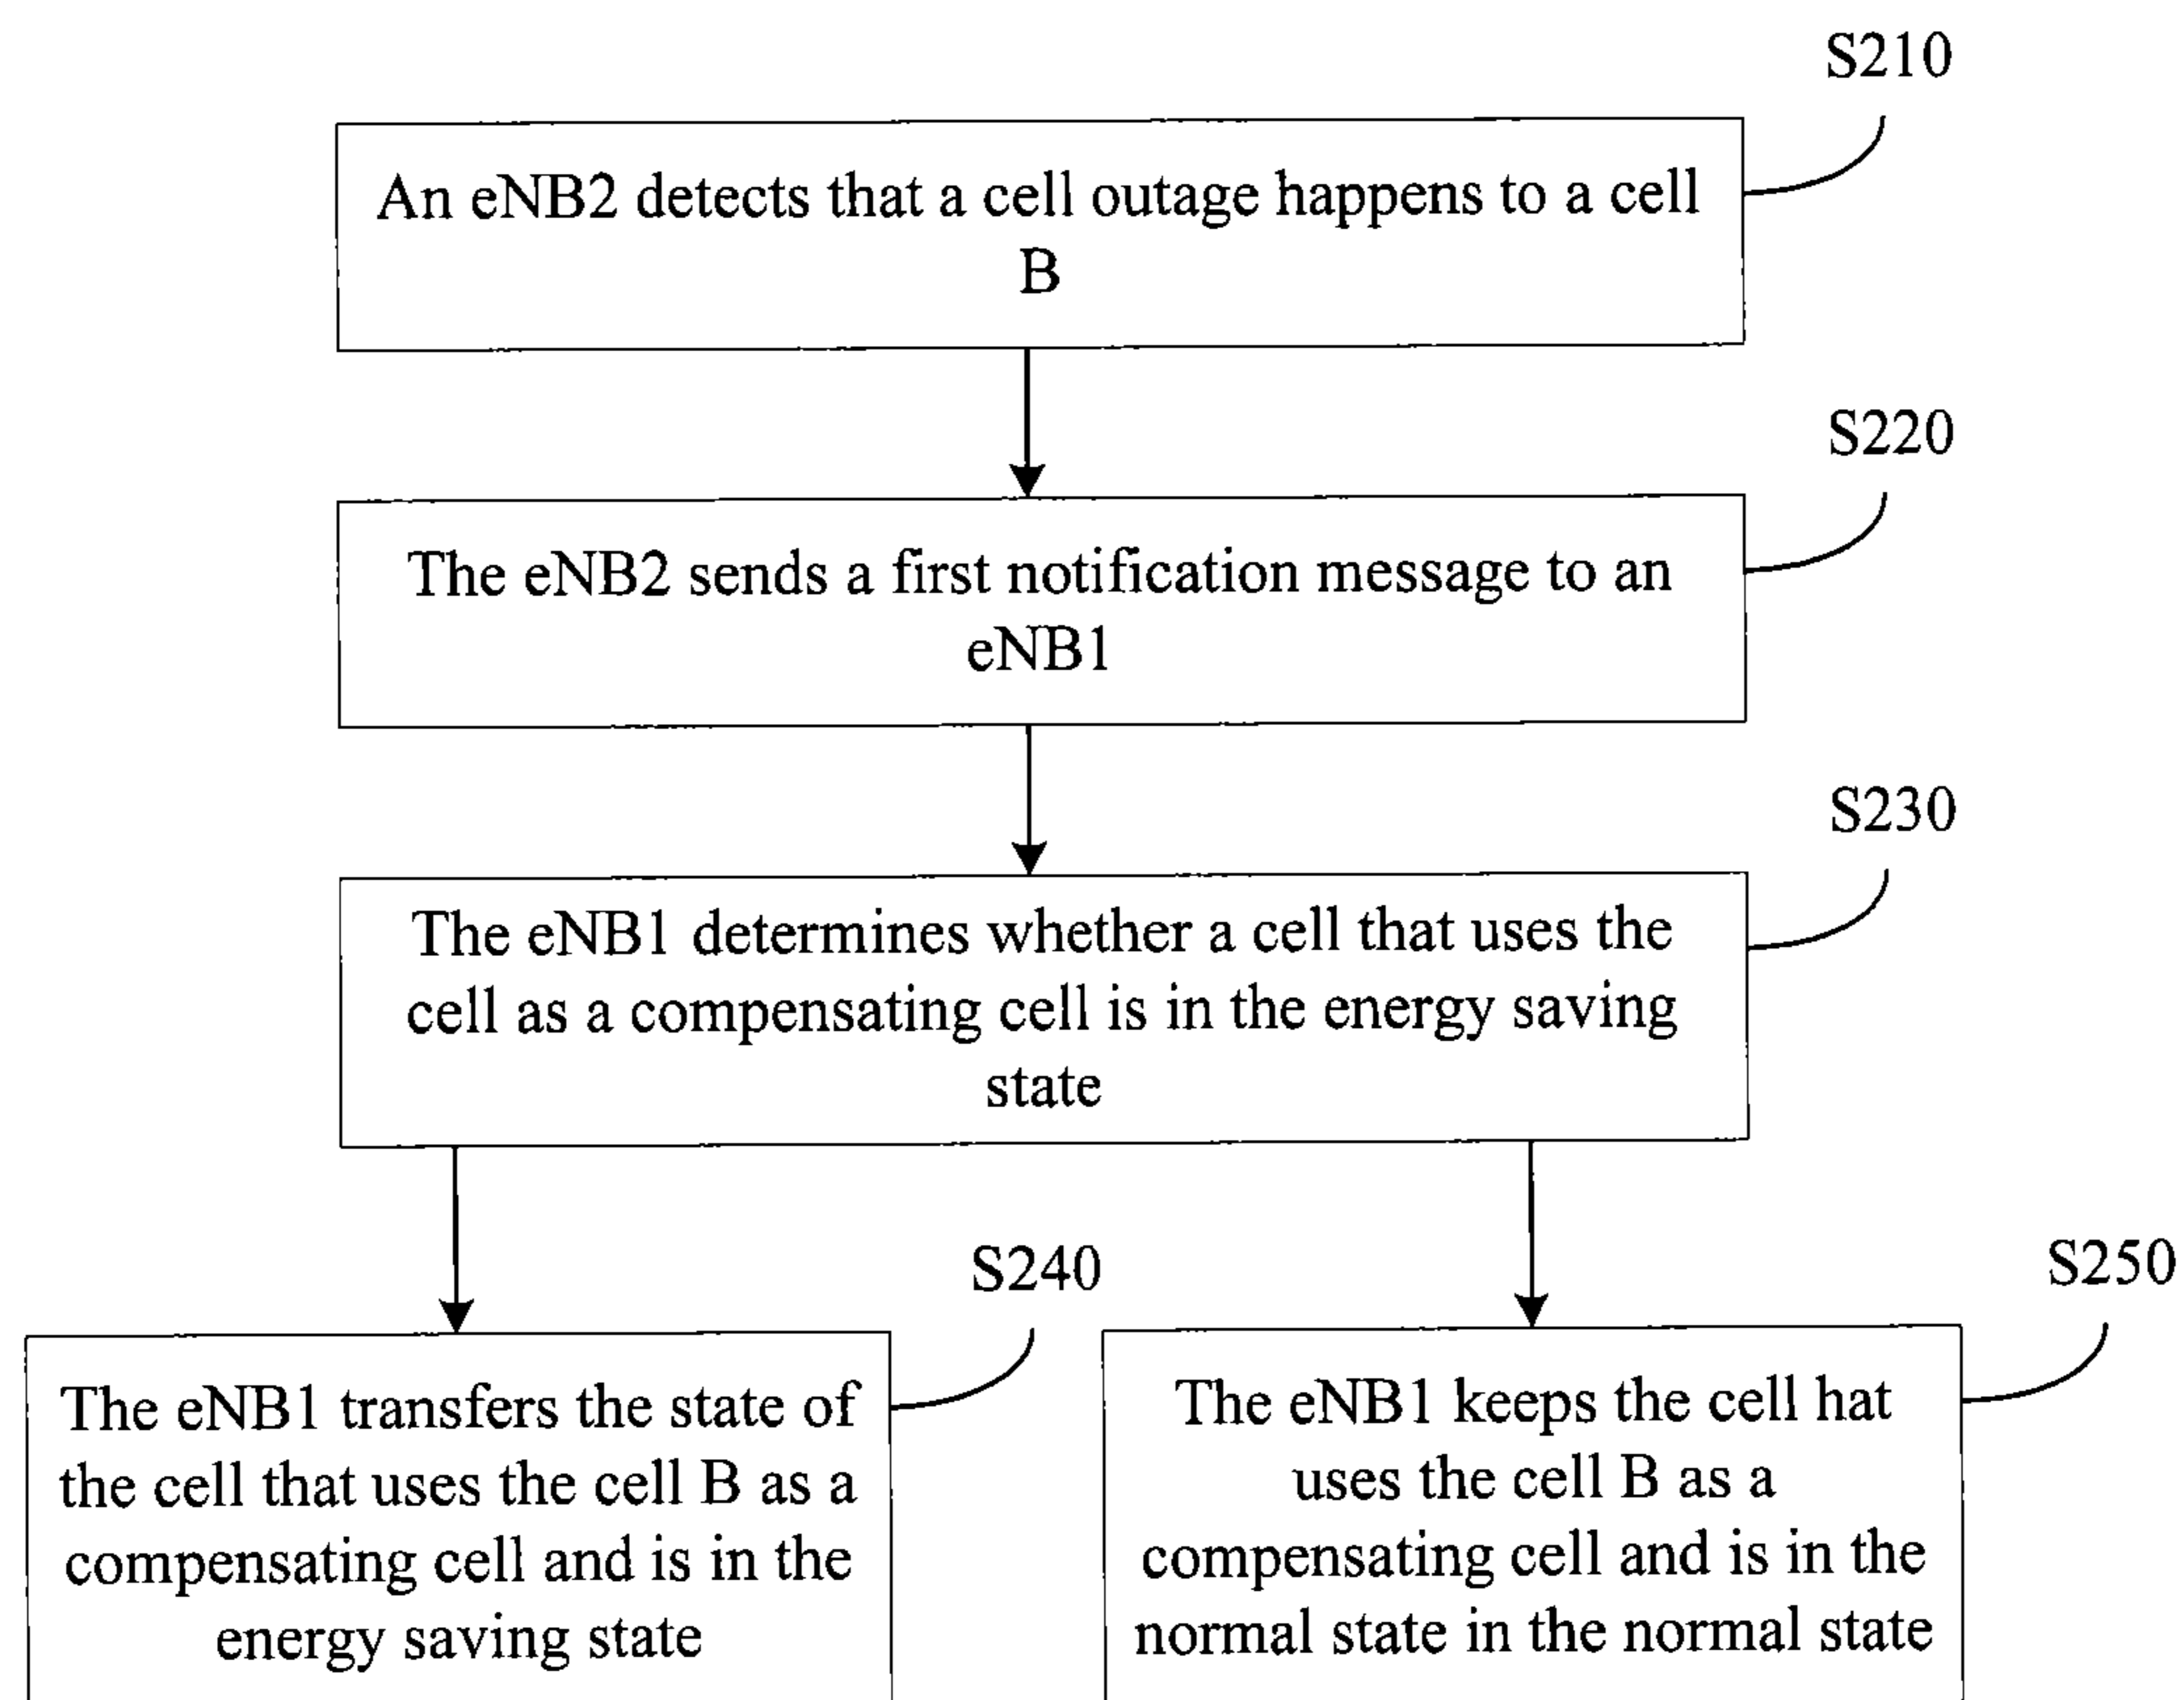 S210
An eNB2 detects that a cell outage happens to a cell
B
S220
The eNB2 sends a first notification message to an
eNB1
S230
The eNB1 determines whether a cell that uses the
cell as a compensating cell is in the energy saving
state
S240
The eNB1 transfers the state of
the cell that uses the cell B as a
compensating cell and is in the
energy saving state
S250
The eNB1 keeps the cell hat
uses the cell B as a
compensating cell and is in the
normal state in the normal state